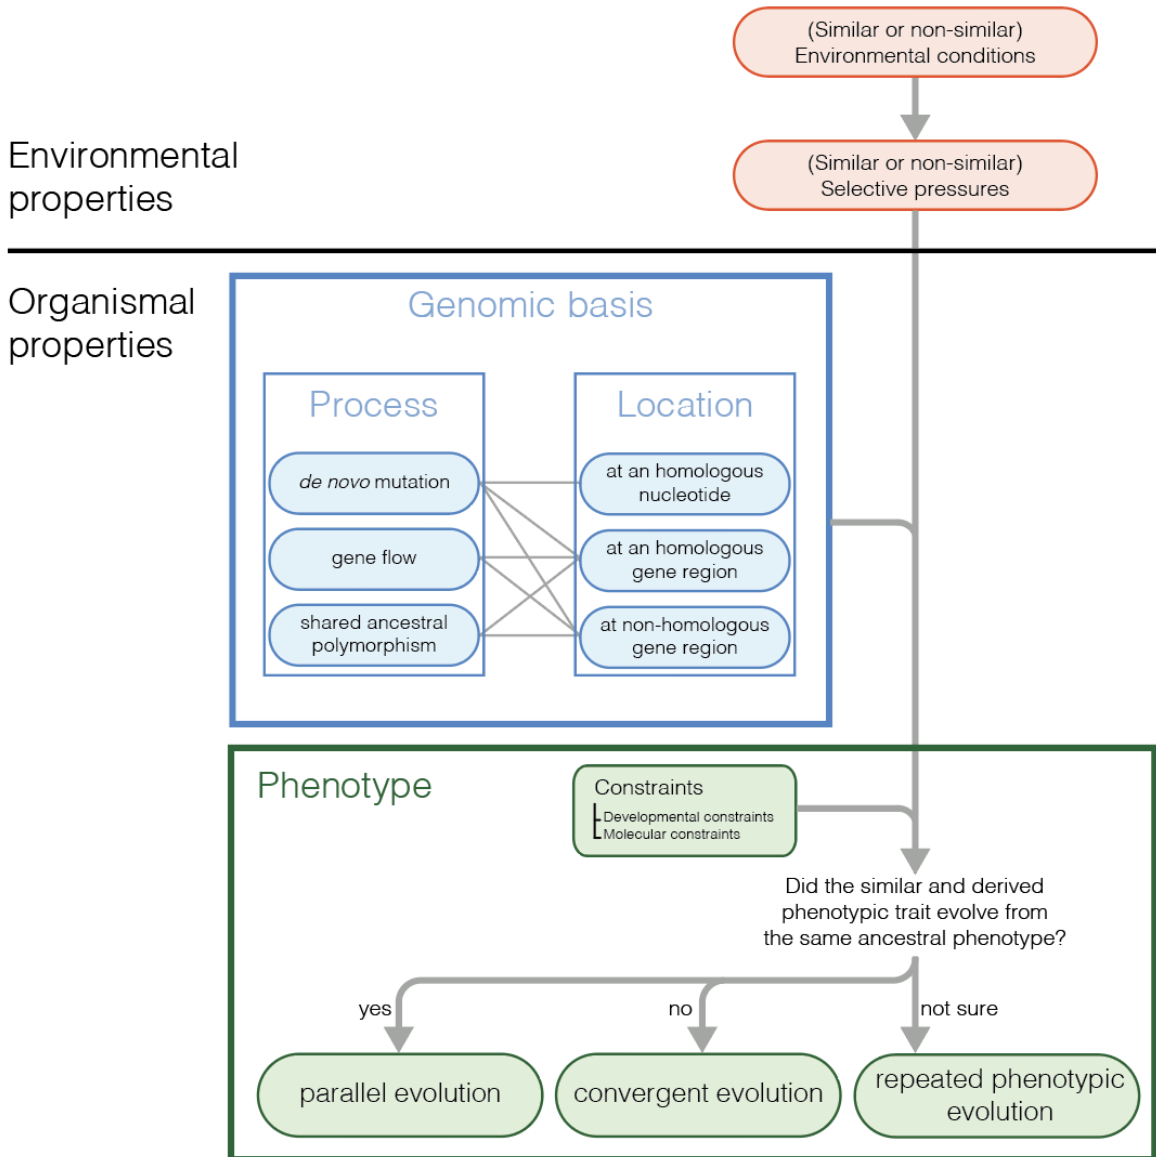 (Similar or non-similar)
Environmental conditions
Environmental
properties
(Similar or non-similar)
Selective pressures
Organismal
properties
Genomic basis
Process
Location
de novo mutation
at an homologous
nucleotide
gene flow
at an homologous
gene region
shared ancestral
polymorphism
at non-homologous
gene region
Phenotype
Constraints
Developmental constraints
Molecular constraints
Did the similar and derived
phenotypic trait evolve from
the same ancestral phenotype?
yes
no
not sure
parallel evolution
convergent evolution
repeated phenotypic
evolution